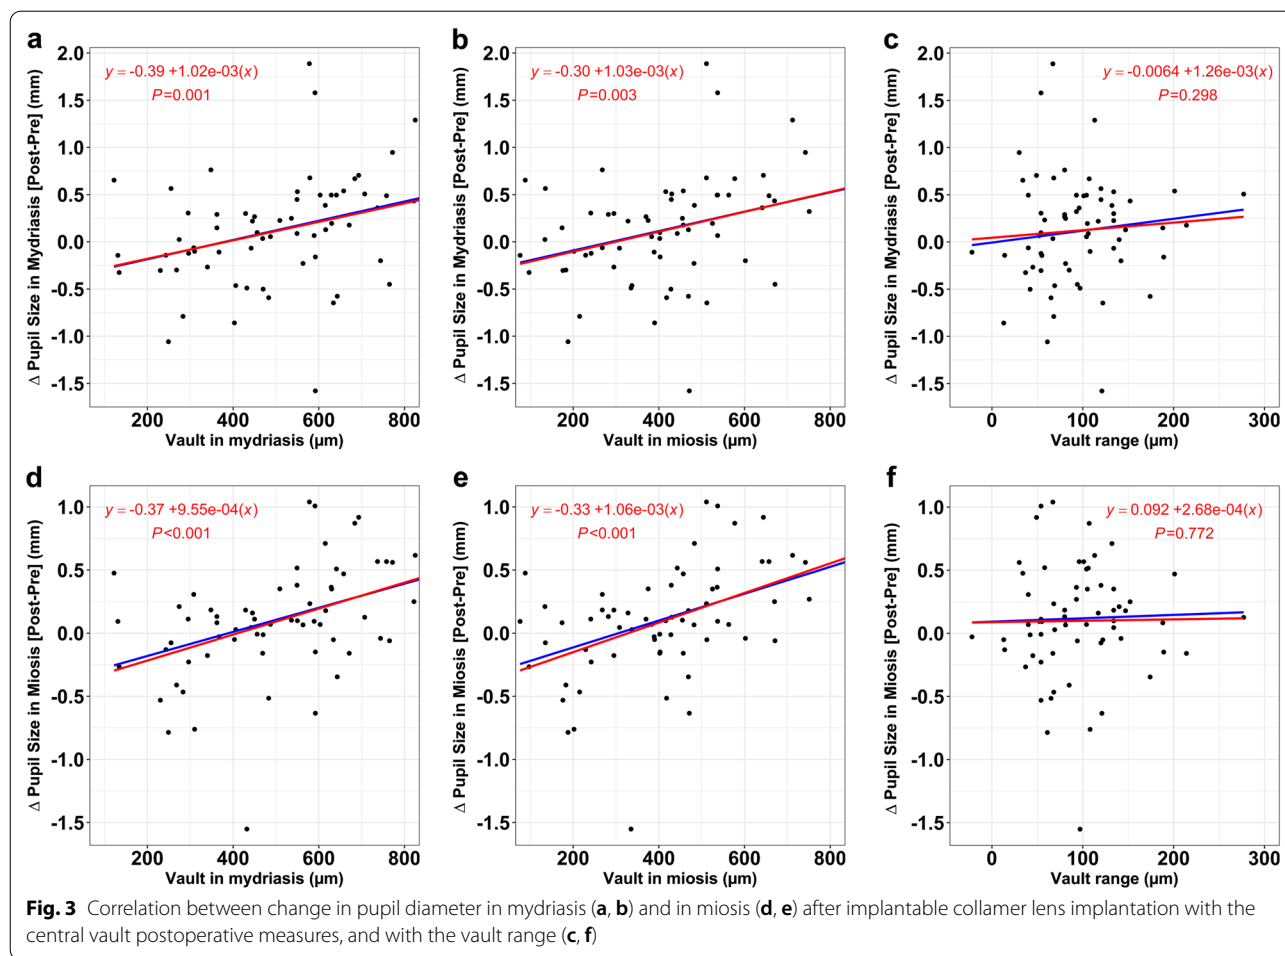 a
y = -0.39 +1.02e-03(x)
P=0.001
Δ Pupil Size in Mydriasis [Post-Pre] (mm)
2.0
1.5
1.0
0.5
0.0
-0.5
-1.0
-1.5
200 400 600 800
Vault in mydriasis (µm)
b
y = -0.30 +1.03e-03(x)
P=0.003
Δ Pupil Size in Mydriasis [Post-Pre] (mm)
2.0
1.5
1.0
0.5
0.0
-0.5
-1.0
-1.5
200 400 600 800
Vault in miosis (µm)
c
y = -0.0064 +1.26e-03(x)
P=0.298
Δ Pupil Size in Mydriasis [Post-Pre] (mm)
2.0
1.5
1.0
0.5
0.0
-0.5
-1.0
-1.5
0 100 200 300
Vault range (µm)
d
y = -0.37 +9.55e-04(x)
P<0.001
Δ Pupil Size in Miosis [Post-Pre] (mm)
1.0
0.5
0.0
-0.5
-1.0
-1.5
200 400 600 800
Vault in mydriasis (µm)
e
y = -0.33 +1.06e-03(x)
P<0.001
Δ Pupil Size in Miosis [Post-Pre] (mm)
1.0
0.5
0.0
-0.5
-1.0
-1.5
200 400 600 800
Vault in miosis (µm)
f
y = 0.092 +2.68e-04(x)
P=0.772
Δ Pupil Size in Miosis [Post-Pre] (mm)
1.0
0.5
0.0
-0.5
-1.0
-1.5
0 100 200 300
Vault range (µm)
Fig. 3 Correlation between change in pupil diameter in mydriasis (a, b) and in miosis (d, e) after implantable collamer lens implantation with the
central vault postoperative measures, and with the vault range (c, f)